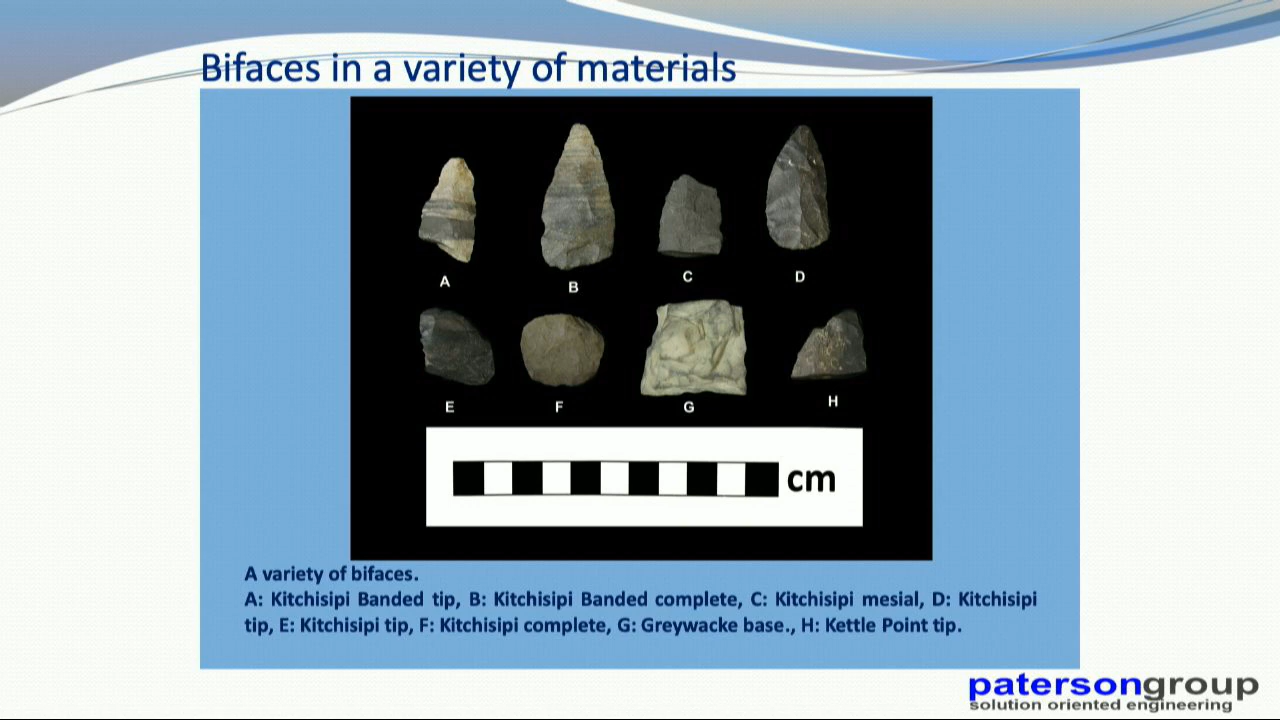 Bifaces in a variety of materials
A
B
C
D
E
F
G
H
cm
A variety of bifaces.
A: Kitchisipi Banded tip, B: Kitchisipi Banded complete, C: Kitchisipi mesial, D: Kitchisipi
tip, E: Kitchisipi tip, F: Kitchisipi complete, G: Greywacke base., H: Kettle Point tip.
patersongroup
solution oriented engineering